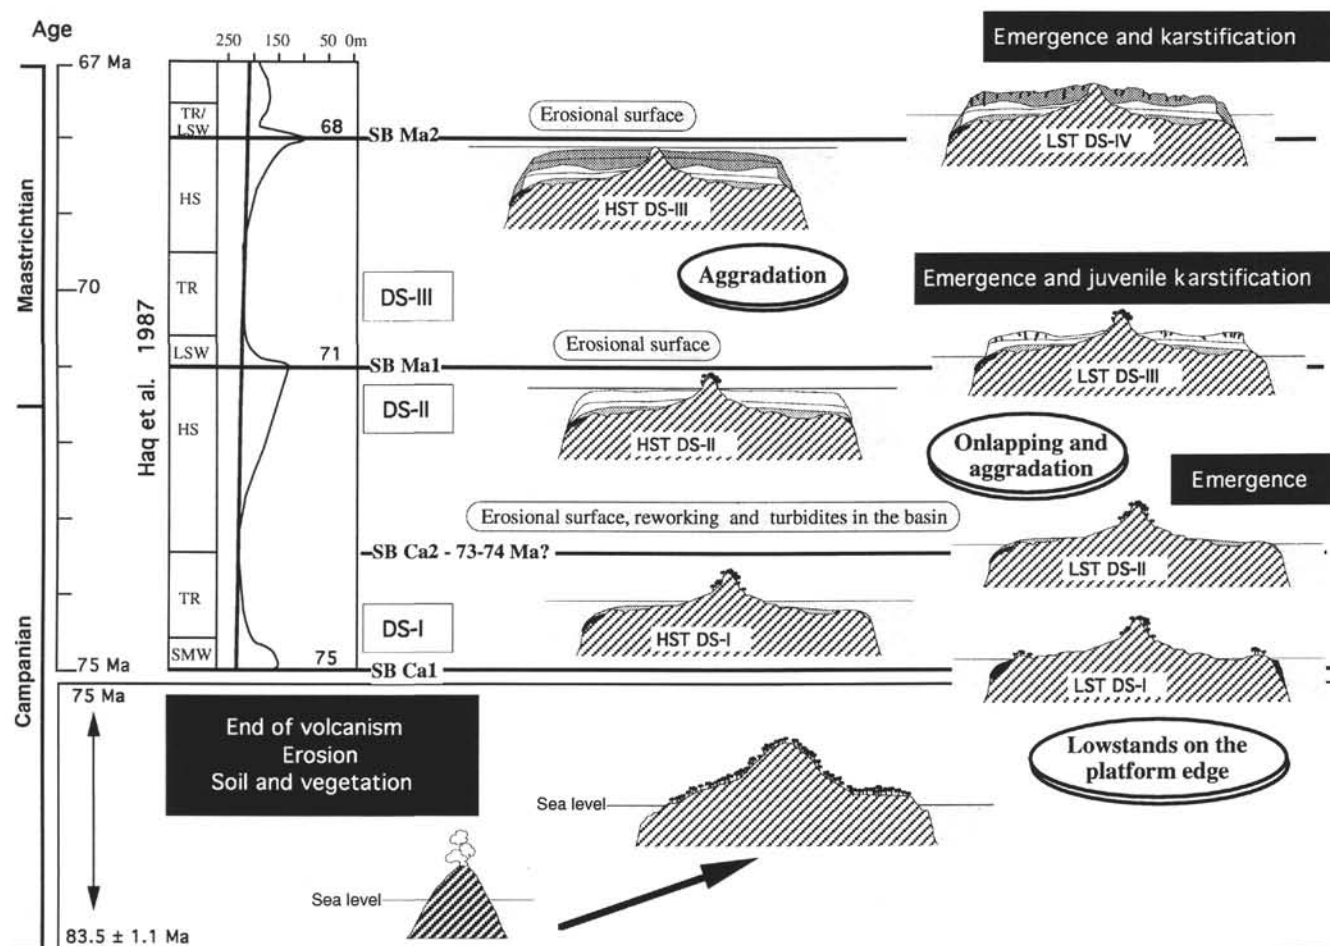 Age
250 150 50 0m
Emergence and karstification
67 Ma
TR/
LSW
68
SB Ma2
Erosional surface
LST DS-IV
HS
HST DS-III
Maastrichtian
Aggradation
Emergence and juvenile karstification
70
TR
DS-III
Haq et al. 1987
LSW
71
SB Ma1
Erosional surface
LST DS-III
DS-II
HS
HST DS-II
Onlapping and
aggradation
Emergence
Erosional surface, reworking and turbidites in the basin
SB Ca2 - 73-74 Ma?
LST DS-II
Campanian
TR
DS-I
HST DS-I
SMW
75
75 Ma
SB Ca1
LST DS-I
75 Ma
End of volcanism
Erosion
Soil and vegetation
Lowstands on the
platform edge
Sea level
Sea level
83.5 ± 1.1 Ma